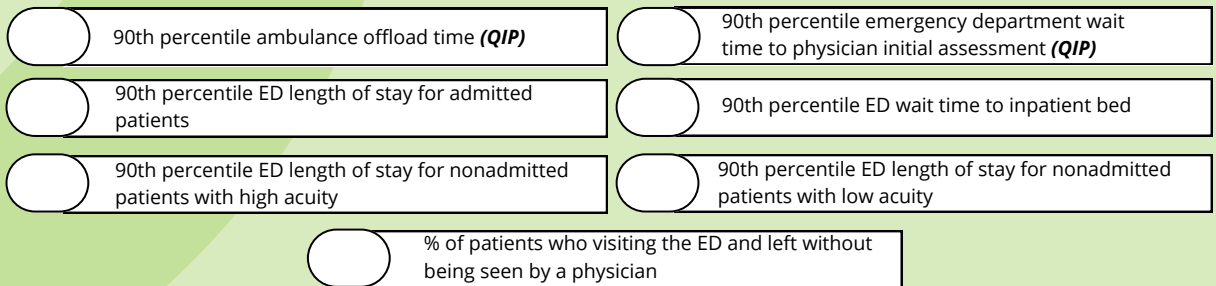 90th percentile ambulance offload time (QIP)
90th percentile emergency department wait
time to physician initial assessment (QIP)
90th percentile ED length of stay for admitted
patients
90th percentile ED wait time to inpatient bed
90th percentile ED length of stay for nonadmitted
patients with high acuity
90th percentile ED length of stay for nonadmitted
patients with low acuity
% of patients who visiting the ED and left without
being seen by a physician